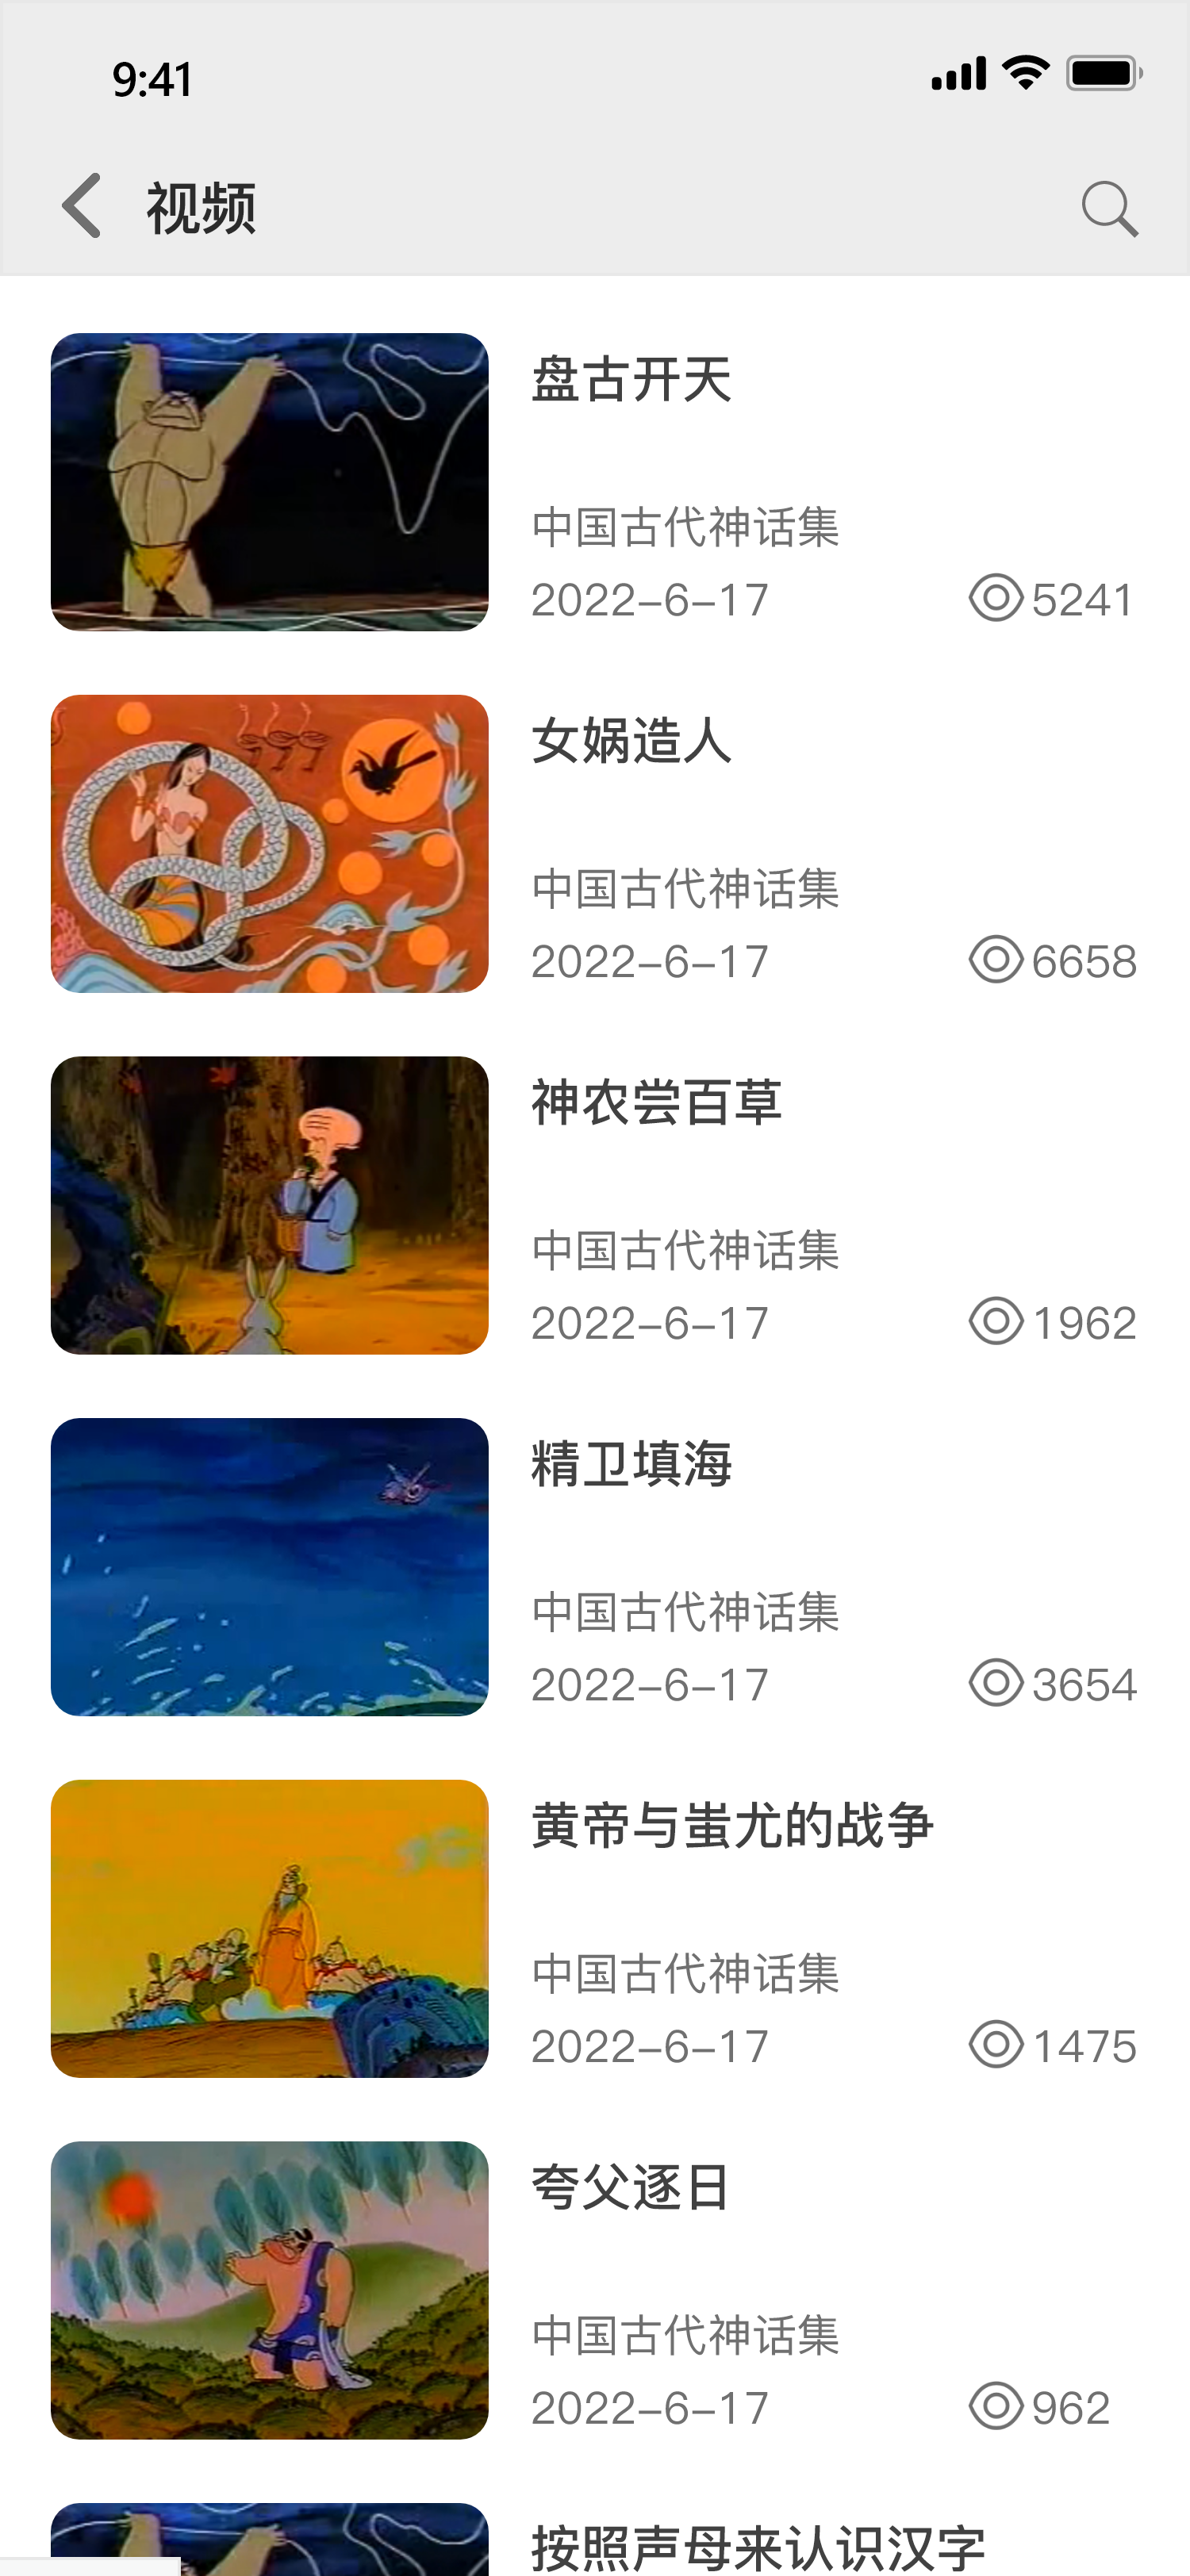 9:41
视频
盘古开天
中国古代神话集
2022-6-17
5241
女娲造人
中国古代神话集
2022-6-17
6658
神农尝百草
中国古代神话集
2022-6-17
1962
精卫填海
中国古代神话集
2022-6-17
3654
黄帝与蚩尤的战争
中国古代神话集
2022-6-17
1475
夸父逐日
中国古代神话集
2022-6-17
962
按照声母来认识汉字